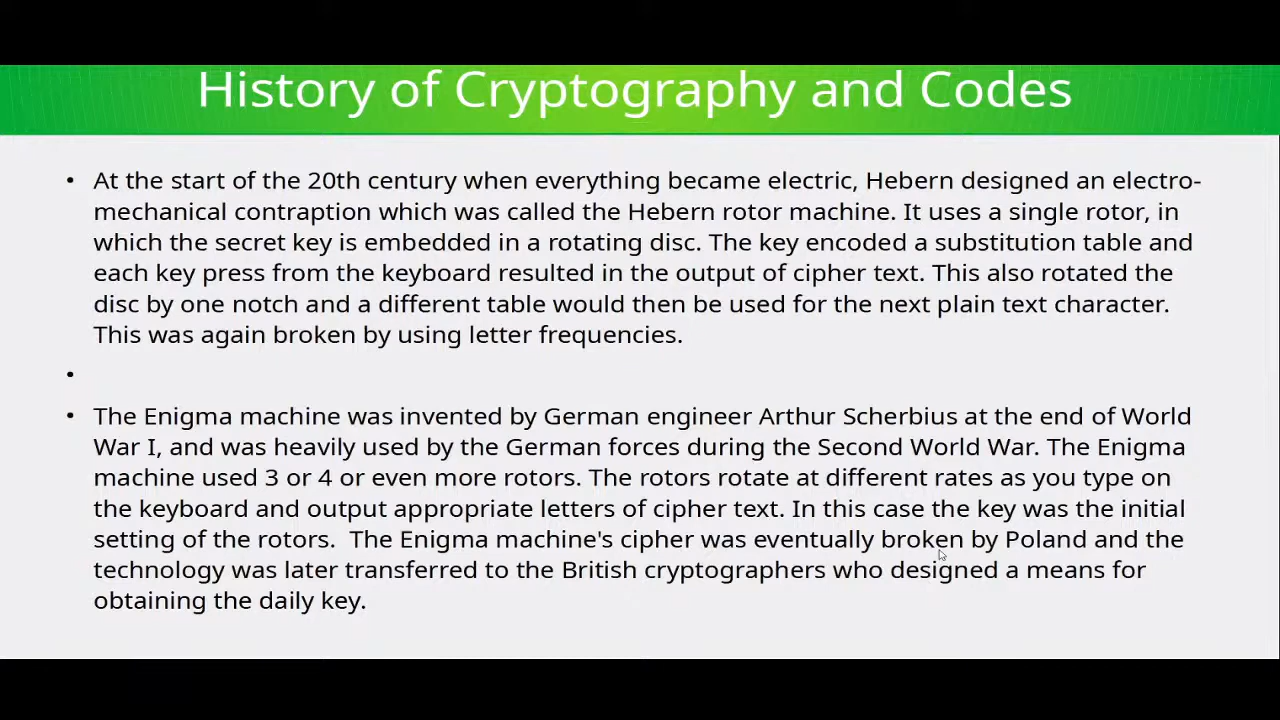 History of Cryptography and Codes
• At the start of the 20th century when everything became electric, Hebern designed an electro-
mechanical contraption which was called the Hebern rotor machine. It uses a single rotor, in
which the secret key is embedded in a rotating disc. The key encoded a substitution table and
each key press from the keyboard resulted in the output of cipher text. This also rotated the
disc by one notch and a different table would then be used for the next plain text character.
This was again broken by using letter frequencies.
•
• The Enigma machine was invented by German engineer Arthur Scherbius at the end of World
War I, and was heavily used by the German forces during the Second World War. The Enigma
machine used 3 or 4 or even more rotors. The rotors rotate at different rates as you type on
the keyboard and output appropriate letters of cipher text. In this case the key was the initial
setting of the rotors.  The Enigma machine's cipher was eventually broken by Poland and the
technology was later transferred to the British cryptographers who designed a means for
obtaining the daily key.